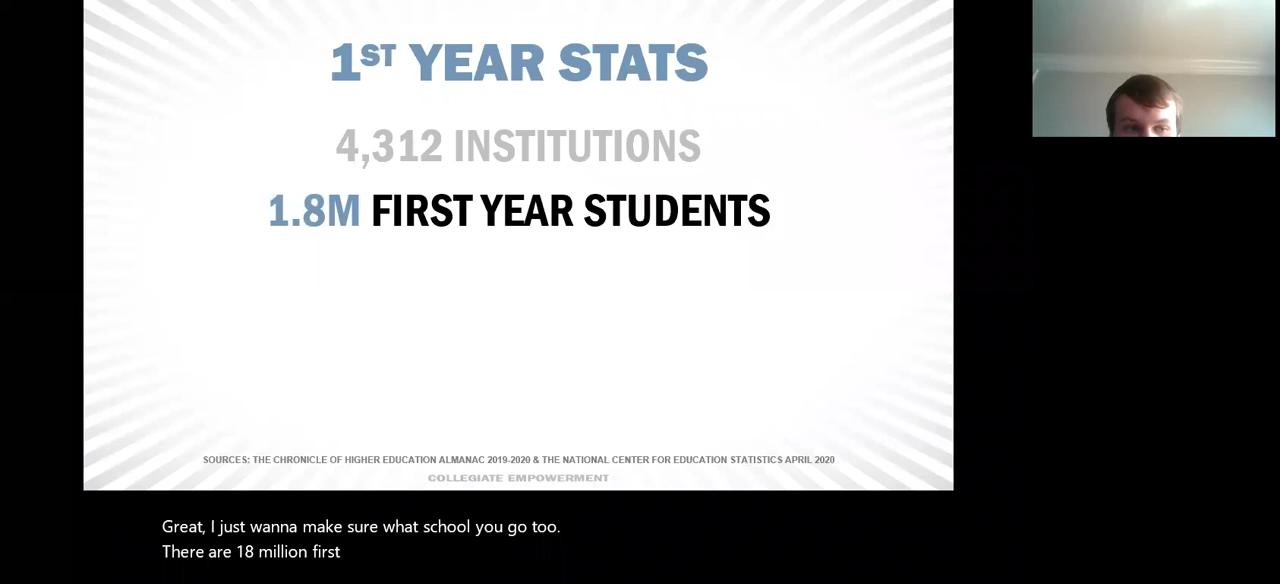 1ST YEAR STATS
4,312 INSTITUTIONS
1.8M FIRST YEAR STUDENTS
SOURCES: THE CHRONICLE OF HIGHER EDUCATION ALMANAC 2019-2020 & THE NATIONAL CENTER FOR EDUCATION STATISTICS APRIL 2020
COLLEGIATE EMPOWERMENT
Great, I just wanna make sure what school you go too.
There are 18 million first